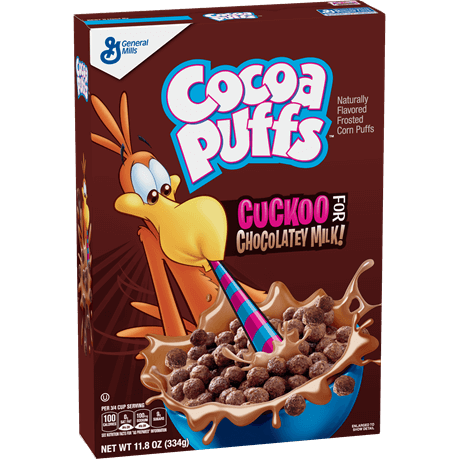 General
Mills
Cocoa
Puffs
Naturally
Flavored
Frosted
Corn Puffs
CUCKOO FOR
CHOCOLATEY MILK!
PER 3/4 CUP SERVING
100
CALORIES
NET WT 11.8 OZ (334g)
ENLARGED TO
SHOW DETAIL